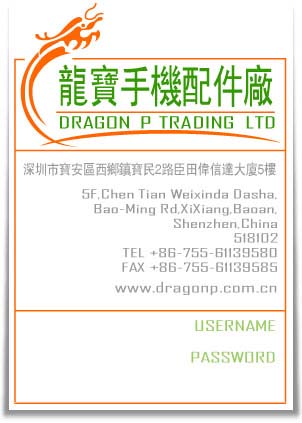 龍寶手機配件廠
DRAGON P TRADING LTD
深圳市寶安區西鄉鎮寶民2路臣田偉信達大廈5樓
5F,Chen Tian Weixinda Dasha,
Bao-Ming Rd,XiXiang,Baoan,
Shenzhen,China
518102
TEL +86-755-61139580
FAX +86-755-61139585
www.dragonp.com.cn
USERNAME
PASSWORD